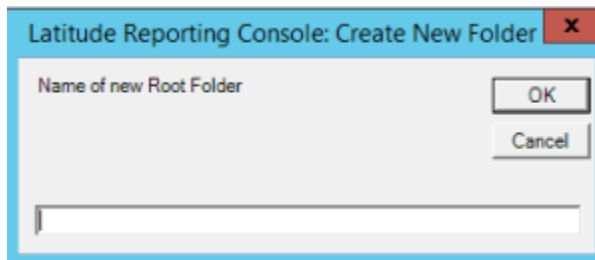 Latitude Reporting Console: Create New Folder
x
Name of new Root Folder
OK
Cancel